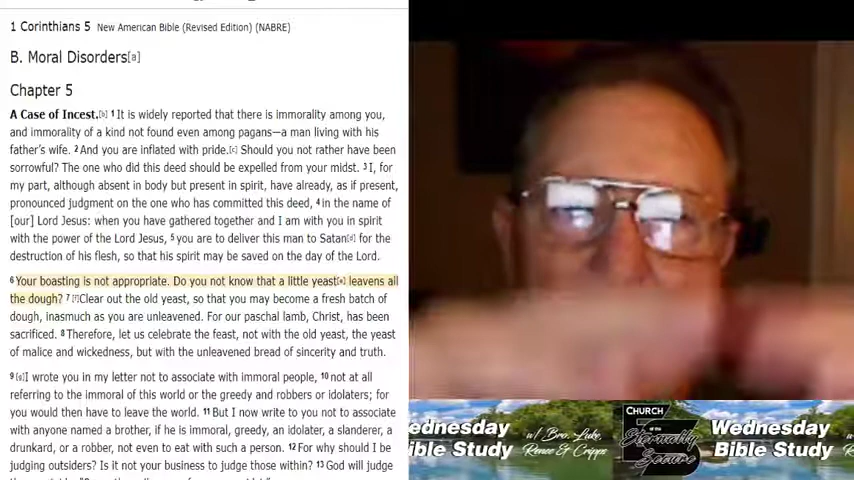 1 Corinthians 5 New American Bible (Revised Edition) (NABRE)
B. Moral Disorders[a]
Chapter 5
A Case of Incest.[b] 1 It is widely reported that there is immorality among you,
and immorality of a kind not found even among pagans—a man living with his
father's wife. 2 And you are inflated with pride.[c] Should you not rather have been
sorrowful? The one who did this deed should be expelled from your midst. 3 I, for
my part, although absent in body but present in spirit, have already, as if present,
pronounced judgment on the one who has committed this deed, 4 in the name of
[our] Lord Jesus: when you have gathered together and I am with you in spirit
with the power of the Lord Jesus, 5 you are to deliver this man to Satan[d] for the
destruction of his flesh, so that his spirit may be saved on the day of the Lord.
6 Your boasting is not appropriate. Do you not know that a little yeast[e] leavens all
the dough? 7 [f]Clear out the old yeast, so that you may become a fresh batch of
dough, inasmuch as you are unleavened. For our paschal lamb, Christ, has been
sacrificed. 8 Therefore, let us celebrate the feast, not with the old yeast, the yeast
of malice and wickedness, but with the unleavened bread of sincerity and truth.
9 [g]I wrote you in my letter not to associate with immoral people, 10 not at all
referring to the immoral of this world or the greedy and robbers or idolaters; for
you would then have to leave the world. 11 But I now write to you not to associate
with anyone named a brother, if he is immoral, greedy, an idolater, a slanderer, a
drunkard, or a robber, not even to eat with such a person. 12 For why should I be
judging outsiders? Is it not your business to judge those within? 13 God will judge
ednesday
ible Study
w/ Bro. Luke,
Renee & Cripps
CHURCH
of the
Eternally
Secure
Wednesday
Bible Study